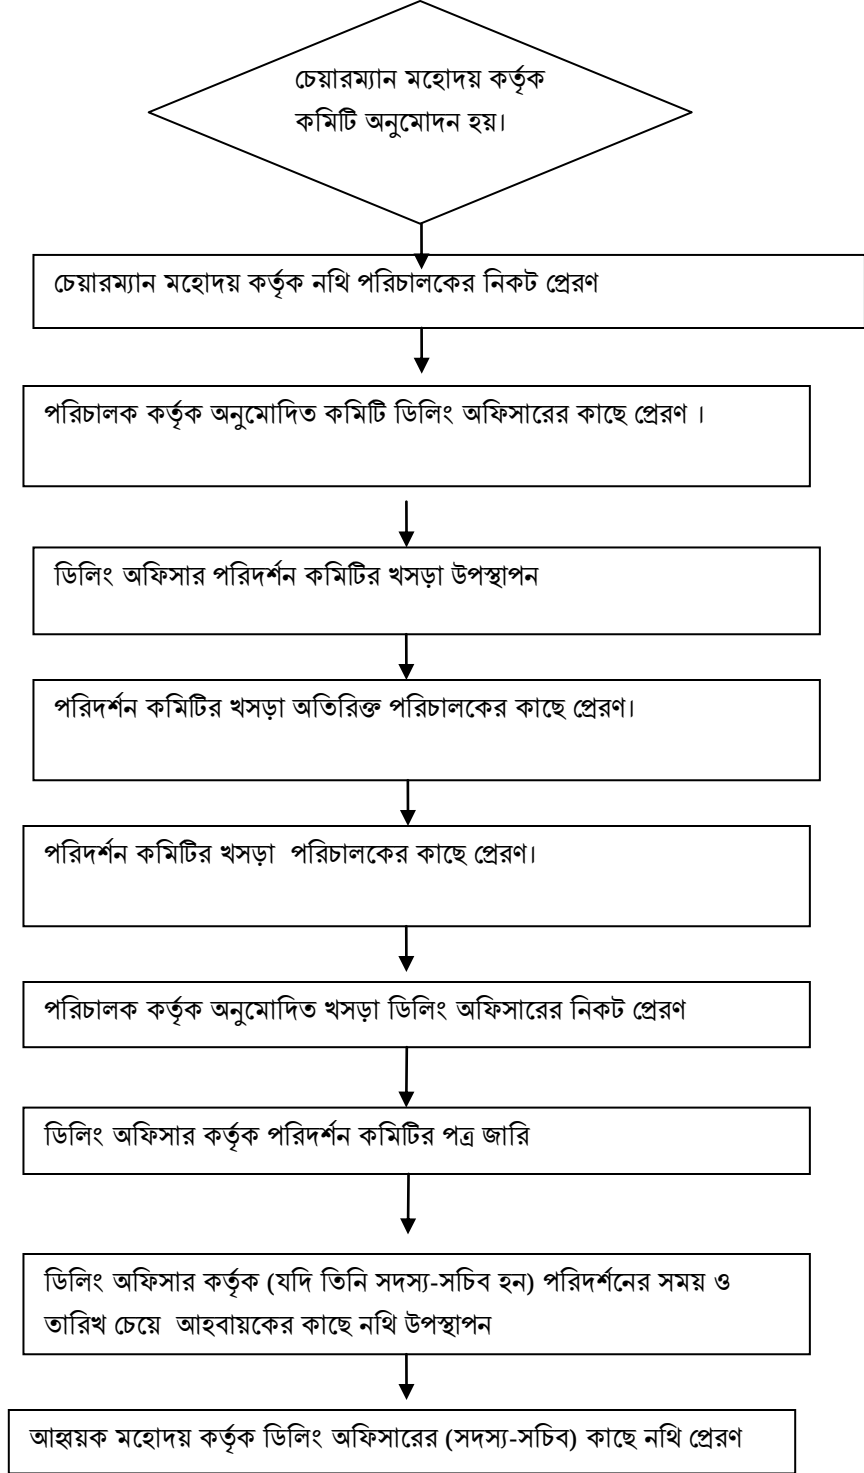 চেয়ারম্যান মহোদয় কর্তৃক
কমিটি অনুমোদন হয়।
চেয়ারম্যান মহোদয় কর্তৃক নথি পরিচালকের নিকট প্রেরণ
পরিচালক কর্তৃক অনুমোদিত কমিটি ডিলিং অফিসারের কাছে প্রেরণ ।
ডিলিং অফিসার পরিদর্শন কমিটির খসড়া উপস্থাপন
পরিদর্শন কমিটির খসড়া অতিরিক্ত পরিচালকের কাছে প্রেরণ।
পরিদর্শন কমিটির খসড়া  পরিচালকের কাছে প্রেরণ।
পরিচালক কর্তৃক অনুমোদিত খসড়া ডিলিং অফিসারের নিকট প্রেরণ
ডিলিং অফিসার কর্তৃক পরিদর্শন কমিটির পত্র জারি
ডিলিং অফিসার কর্তৃক (যদি তিনি সদস্য-সচিব হন) পরিদর্শনের সময় ও
তারিখ চেয়ে  আহবায়কের কাছে নথি উপস্থাপন
আহ্বয়ক মহোদয় কর্তৃক ডিলিং অফিসারের (সদস্য-সচিব) কাছে নথি প্রেরণ